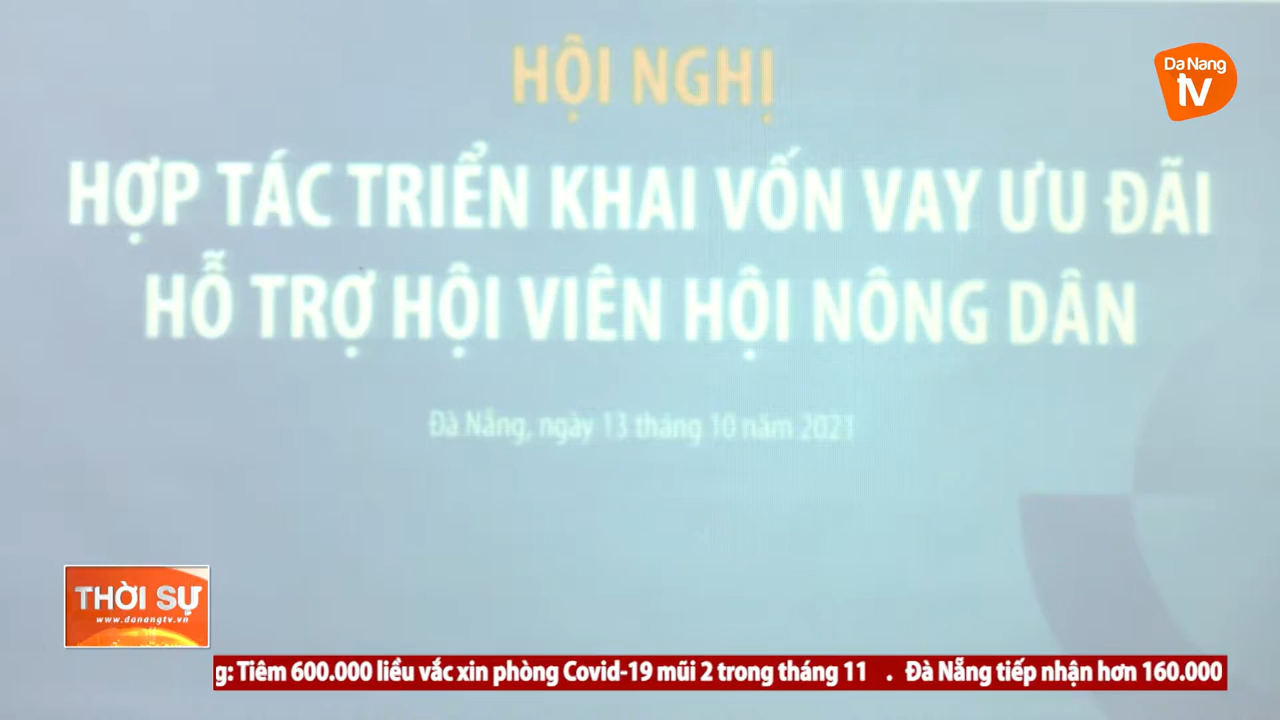 HỘI NGHỊ
Da Nang
tv
HỢP TÁC TRIỂN KHAI VỐN VAY ƯU ĐÃI
HỖ TRỢ HỘI VIÊN HỘI NÔNG DÂN
Đà Nẵng, ngày 13 tháng 10 năm 2021
THỜI SỰ
www.danangtv.vn
g: Tiêm 600.000 liều vắc xin phòng Covid-19 mũi 2 trong tháng 11 . Đà Nẵng tiếp nhận hơn 160.000